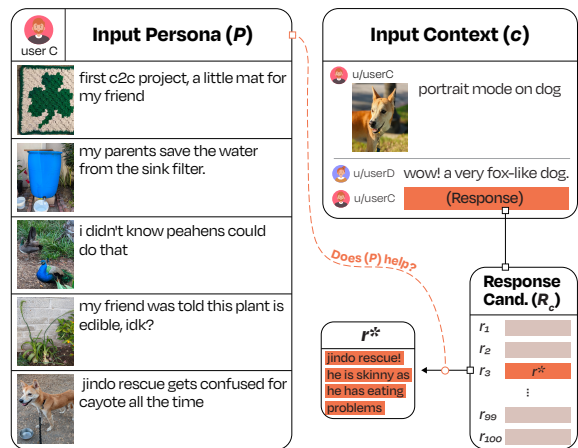 user C
Input Persona (P)
first c2c project, a little mat for
my friend
my parents save the water
from the sink filter.
i didn't know peahens could
do that
my friend was told this plant is
edible, idk?
jindo rescue gets confused for
cayote all the time
Input Context (c)
u/userC
portrait mode on dog
u/userD wow! a very fox-like dog.
u/userC (Response)
Does (P) help?
Response
Cand. (Rc)
r1
r2
r3 r*
⋮
r99
r100
r*
jindo rescue!
he is skinny as
he has eating
problems